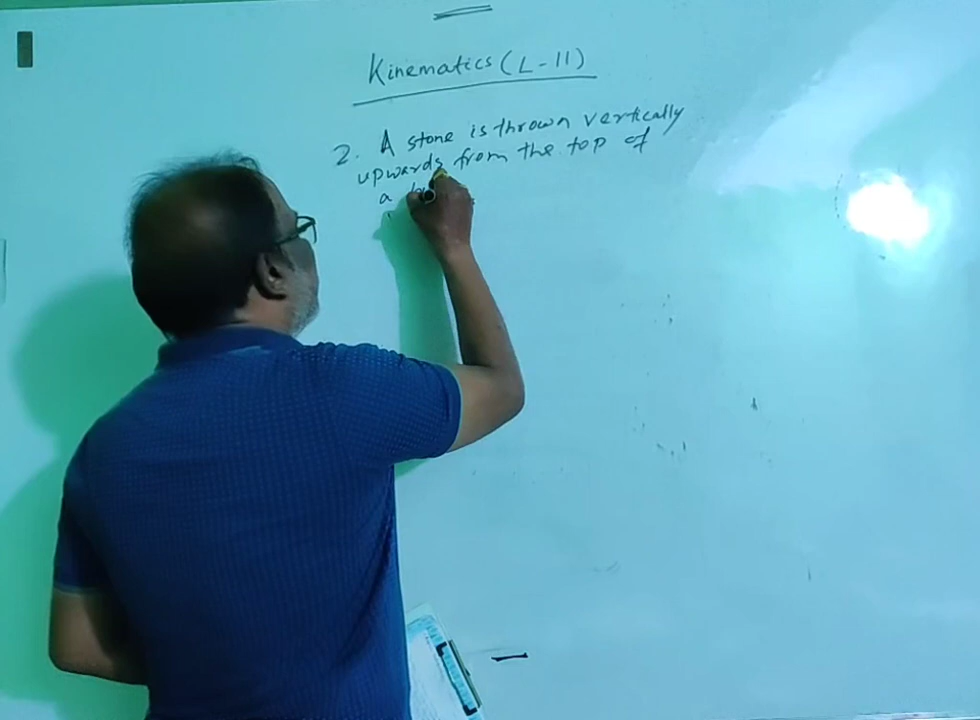 Kinematics (L-11)
2. A stone is thrown vertically
upwards from the top of
a